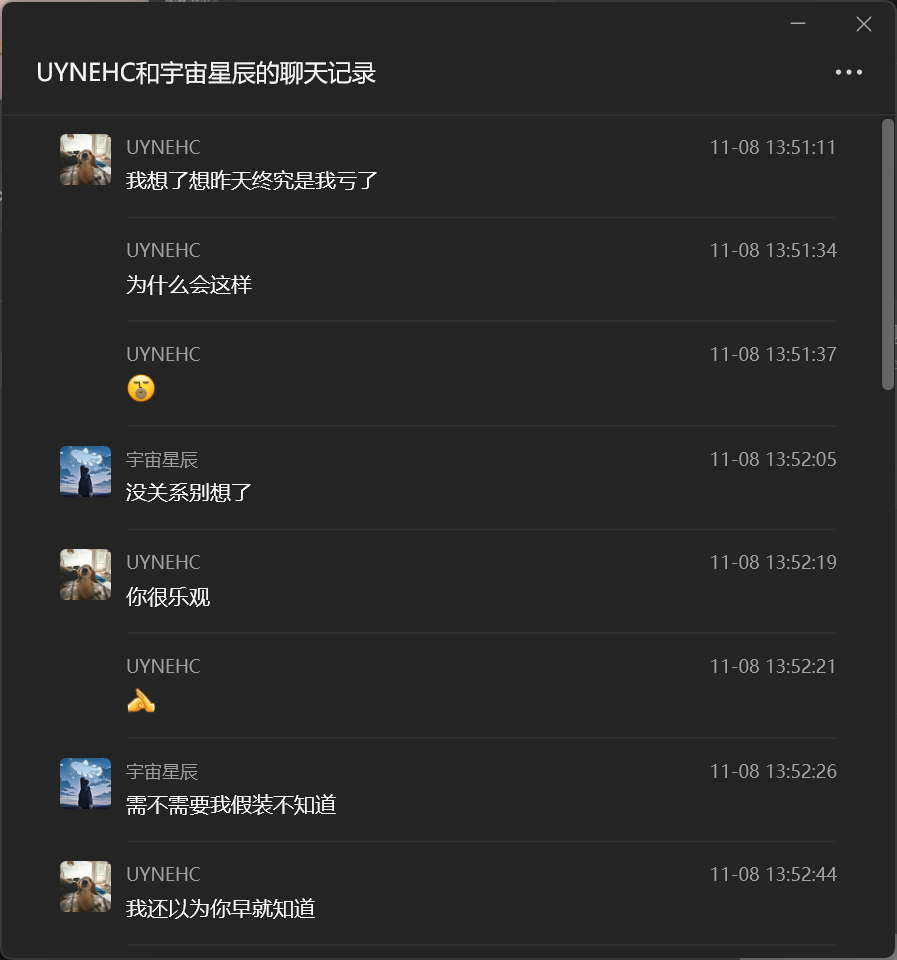 UYNEHC和宇宙星辰的聊天记录
UYNEHC 11-08 13:51:11
我想了想昨天终究是我亏了
UYNEHC 11-08 13:51:34
为什么会这样
UYNEHC 11-08 13:51:37
宇宙星辰 11-08 13:52:05
没关系别想了
UYNEHC 11-08 13:52:19
你很乐观
UYNEHC 11-08 13:52:21
宇宙星辰 11-08 13:52:26
需不需要我假装不知道
UYNEHC 11-08 13:52:44
我还以为你早就知道